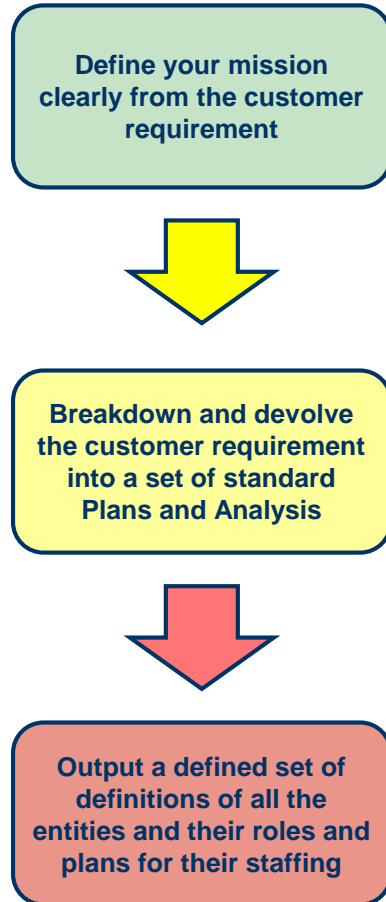 Define your mission
clearly from the customer
requirement
Breakdown and devolve
the customer requirement
into a set of standard
Plans and Analysis
Output a defined set of
definitions of all the
entities and their roles and
plans for their staffing